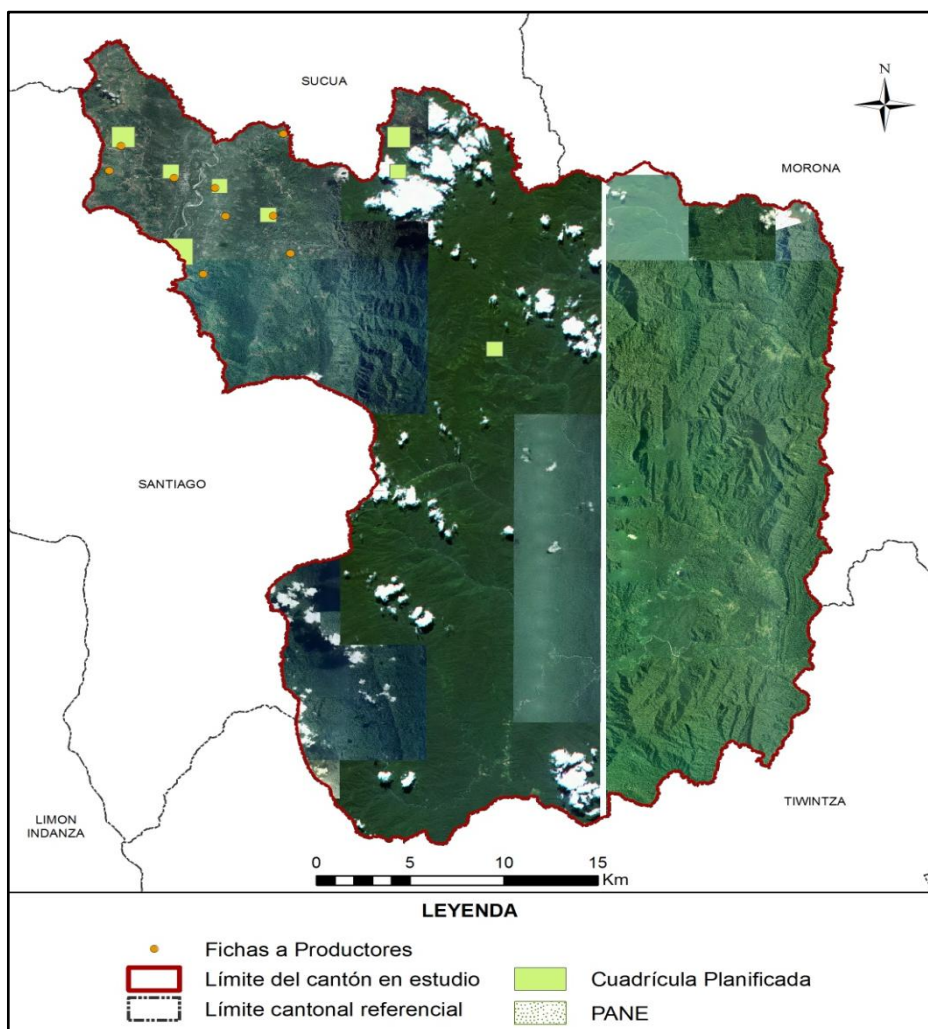 SUCUA
N
MORONA
SANTIAGO
LIMON
INDANZA
TIWINTZA
0 5 10 15
Km
LEYENDA
Fichas a Productores
Límite del cantón en estudio
Límite cantonal referencial
Cuadrícula Planificada
PANE